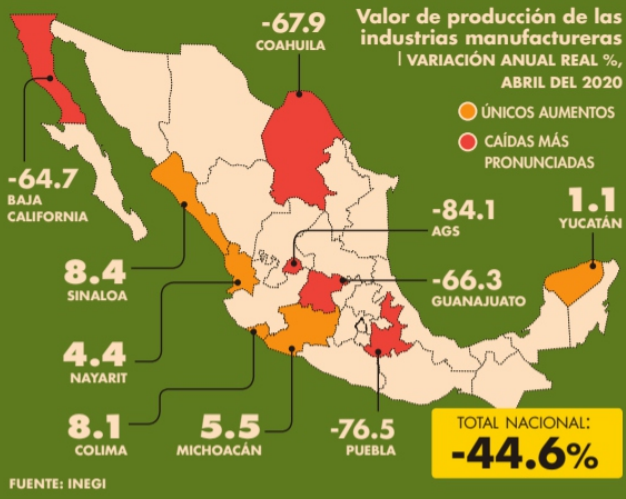 Valor de producción de las
industrias manufactureras
| VARIACIÓN ANUAL REAL %,
ABRIL DEL 2020
ÚNICOS AUMENTOS
CAÍDAS MÁS
PRONUNCIADAS
-67.9
COAHUILA
-64.7
BAJA
CALIFORNIA
-84.1
AGS
1.1
YUCATÁN
8.4
SINALOA
-66.3
GUANAJUATO
4.4
NAYARIT
8.1
COLIMA
5.5
MICHOACÁN
-76.5
PUEBLA
TOTAL NACIONAL:
-44.6%
FUENTE: INEGI